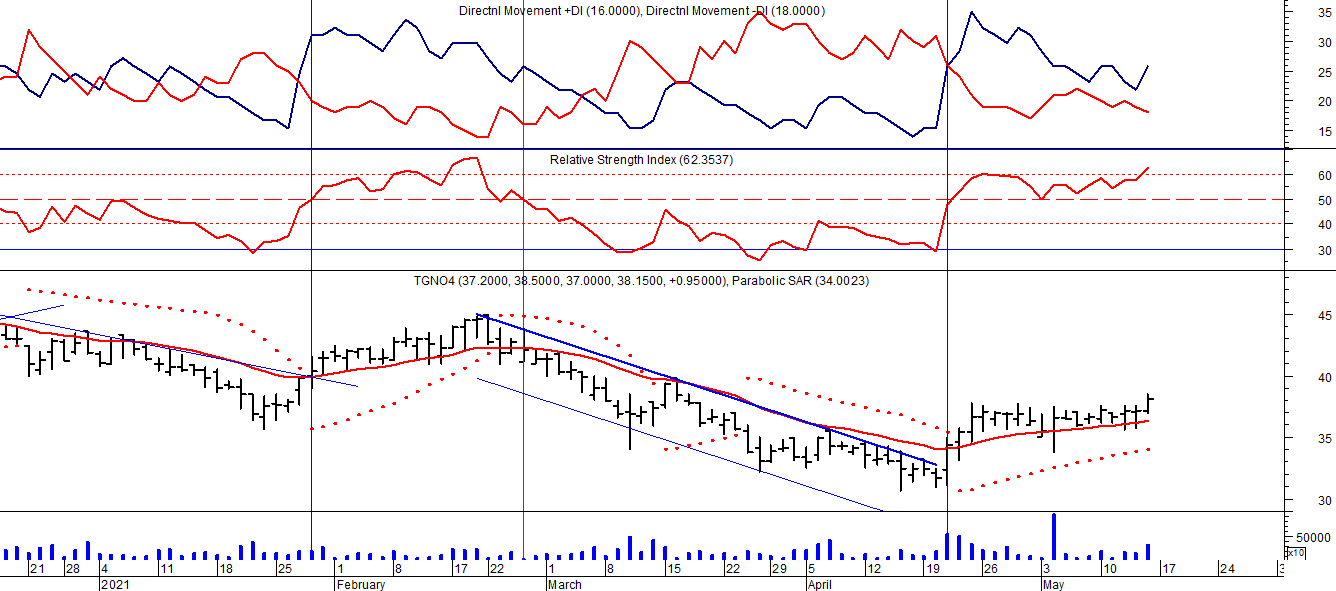 Directnl Movement +DI (16.0000), Directnl Movement -DI (18.0000)
35
30
25
20
15
Relative Strength Index (62.3537)
60
50
40
30
TGNO4 (37.2000, 38.5000, 37.0000, 38.1500, +0.95000), Parabolic SAR (34.0023)
45
40
35
30
50000
x10
21 28 4 11 18 25 1 8 17 22 1 8 15 22 29 5 12 19 26 3 10 17 24 3
2021 February March April May